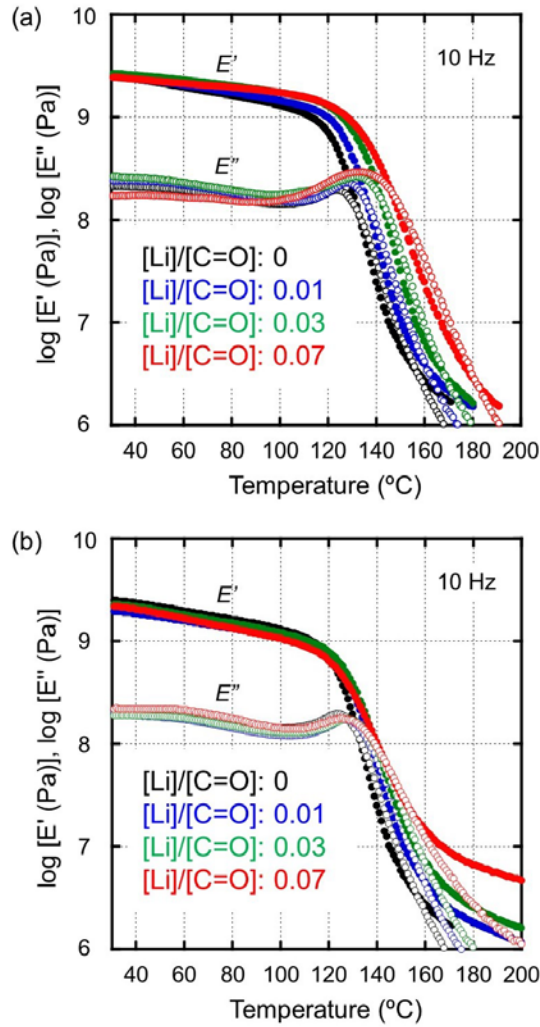 (a)
10
9
8
7
6
log [E' (Pa)], log [E" (Pa)]
E'
10 Hz
E"
[Li]/[C=O]: 0
[Li]/[C=O]: 0.01
[Li]/[C=O]: 0.03
[Li]/[C=O]: 0.07
40 60 80 100 120 140 160 180 200
Temperature (ºC)
(b)
10
9
8
7
6
log [E' (Pa)], log [E" (Pa)]
E'
10 Hz
E"
[Li]/[C=O]: 0
[Li]/[C=O]: 0.01
[Li]/[C=O]: 0.03
[Li]/[C=O]: 0.07
40 60 80 100 120 140 160 180 200
Temperature (ºC)